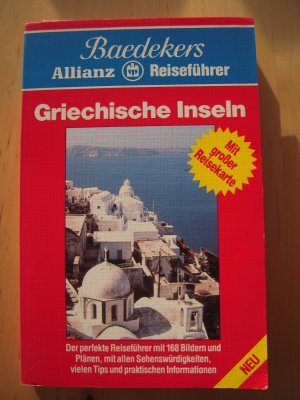 Baedekers
Allianz Reiseführer
Griechische Inseln
Mit
großer
Reisekarte
Der perfekte Reiseführer mit 168 Bildern und
Plänen, mit allen Sehenswürdigkeiten,
vielen Tips und praktischen Informationen
NEU